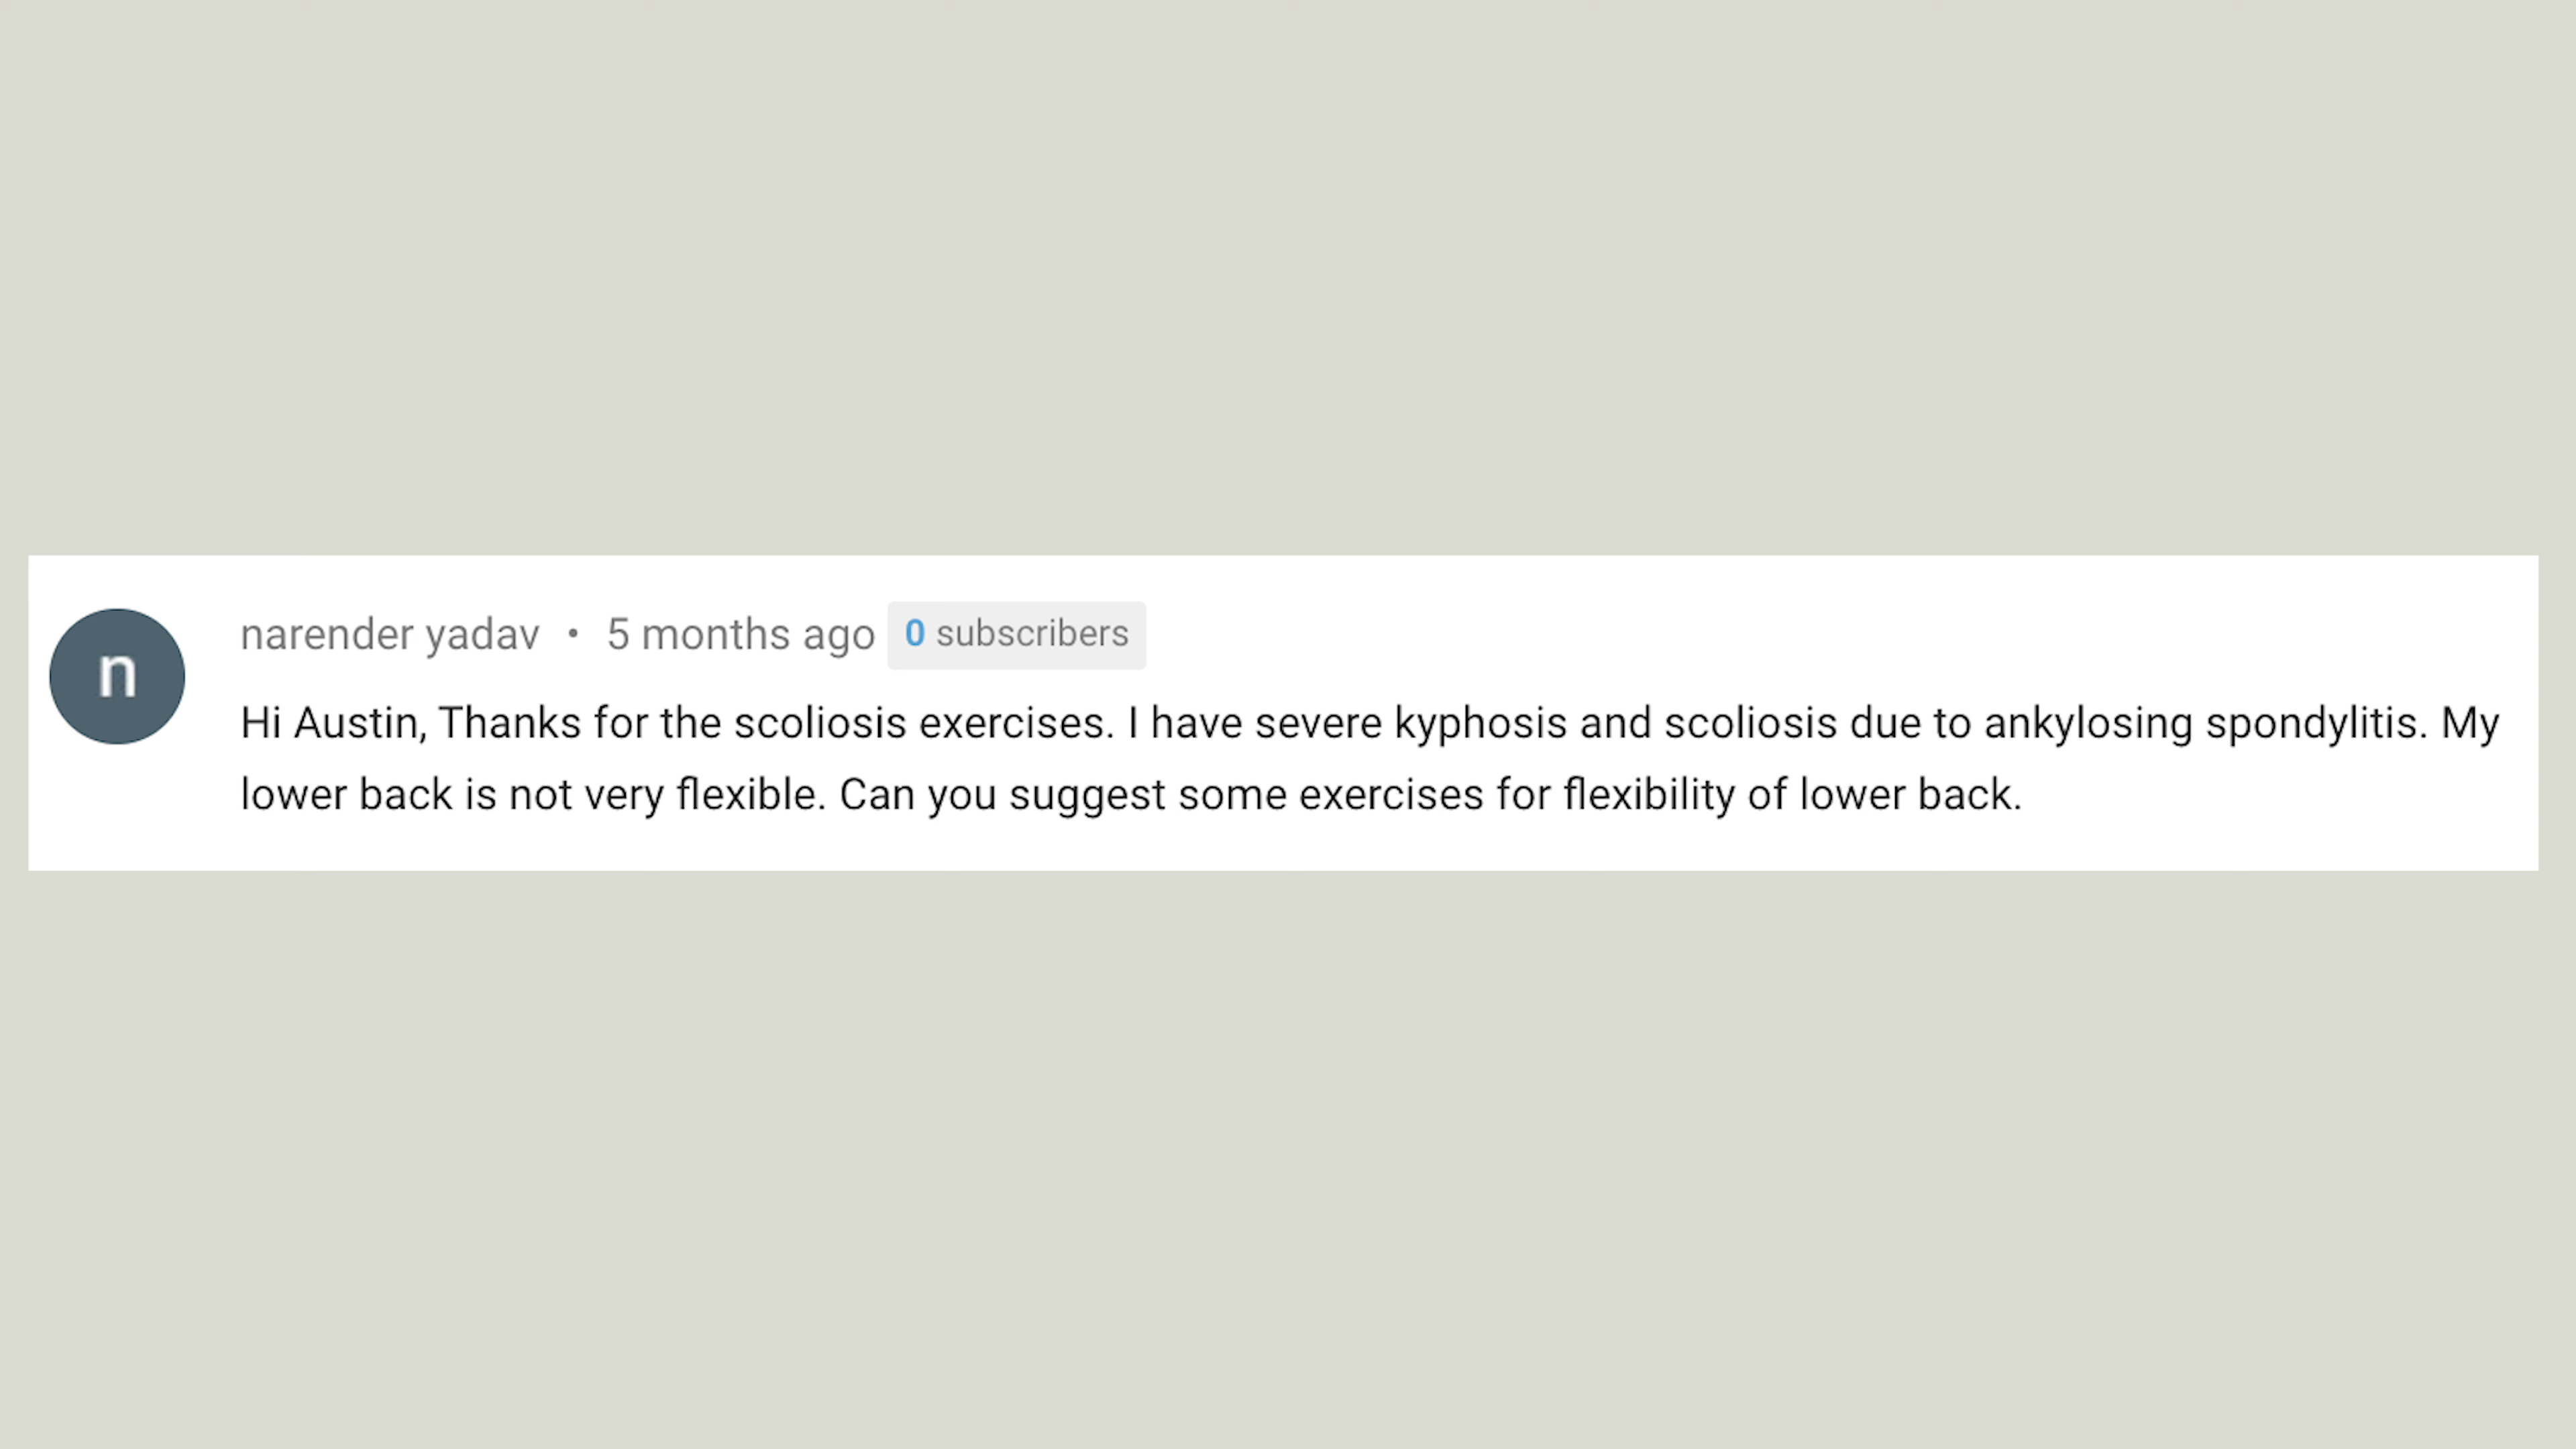 n
narender yadav • 5 months ago 0 subscribers
Hi Austin, Thanks for the scoliosis exercises. I have severe kyphosis and scoliosis due to ankylosing spondylitis. My
lower back is not very flexible. Can you suggest some exercises for flexibility of lower back.